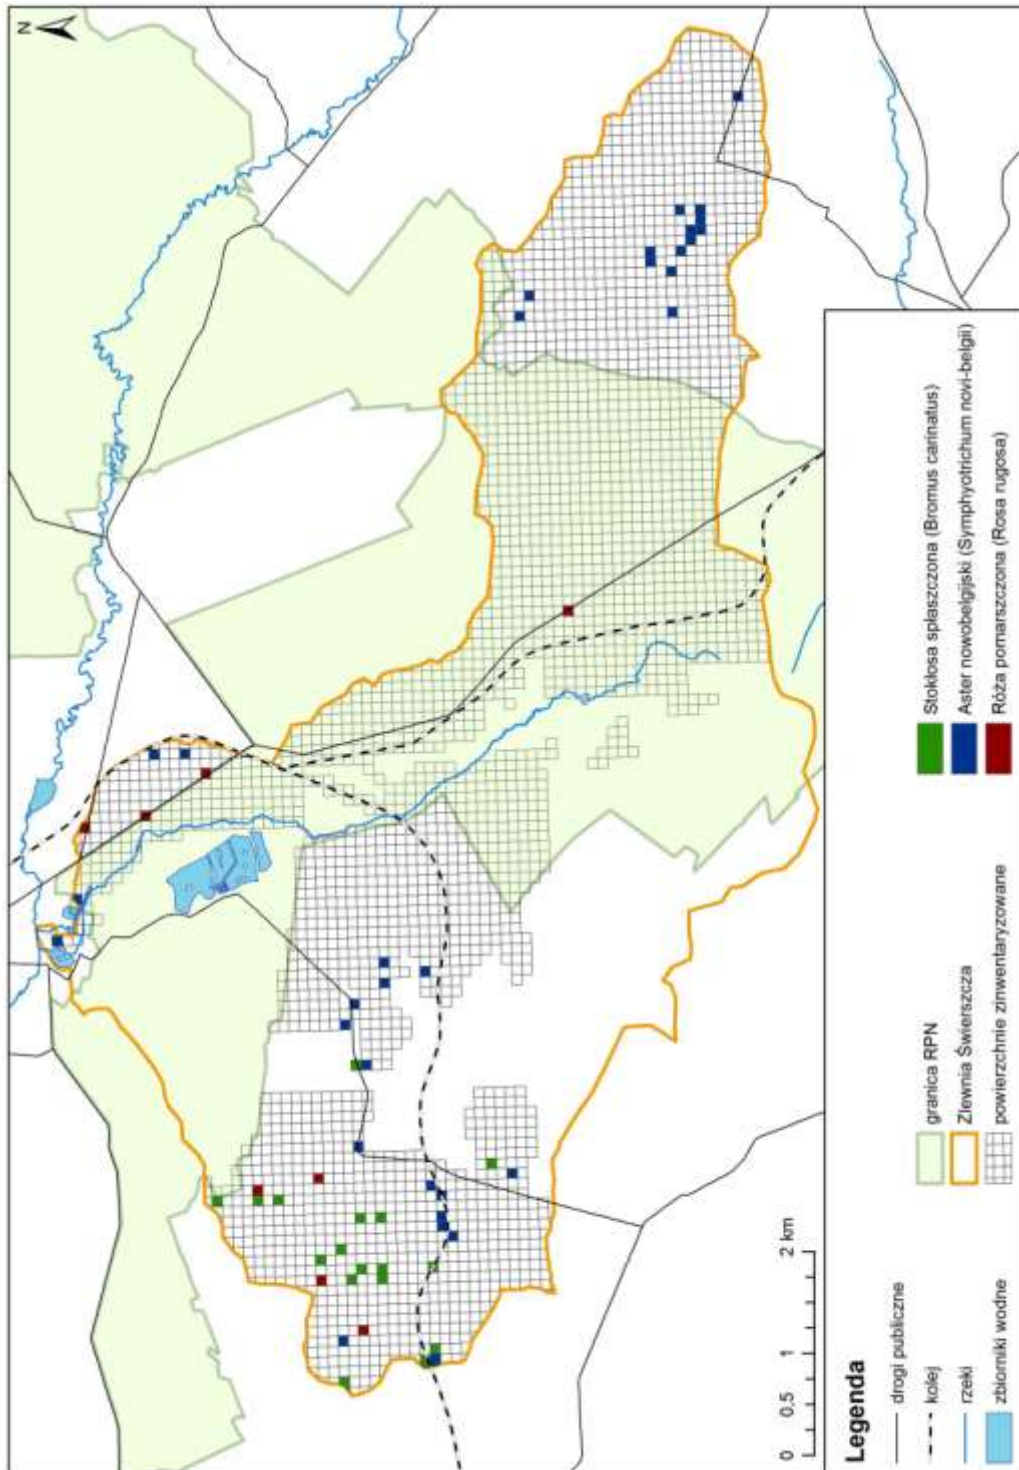 N
0 0.5 1 2 km
Legenda
drogi publiczne
kolej
rzeki
zbiorniki wodne
granica RPN
Zlewnia Świerszcza
powierzchnie zinwentaryzowane
Stokłosa spłaszczona (Bromus carinatus)
Aster nowobelgijski (Symphyotrichum novi-belgii)
Róża pomarszczona (Rosa rugosa)